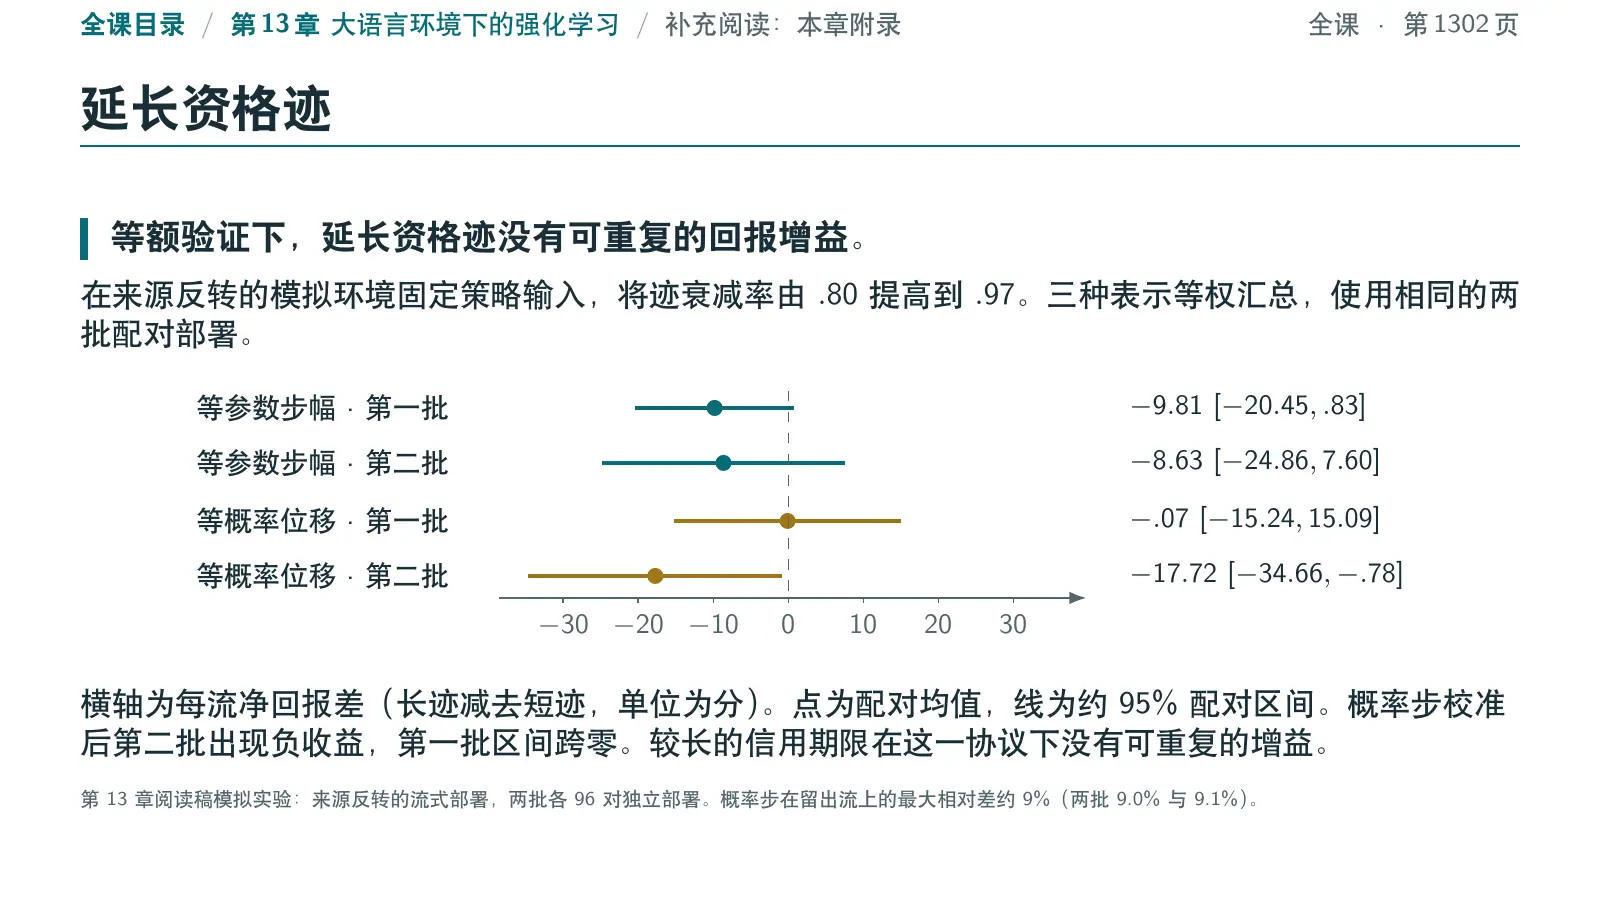 全课目录 / 第 13 章 大语言环境下的强化学习 / 补充阅读：本章附录
全课 · 第 1302 页
延长资格迹
等额验证下，延长资格迹没有可重复的回报增益。
在来源反转的模拟环境固定策略输入，将迹衰减率由 .80 提高到 .97。三种表示等权汇总，使用相同的两
批配对部署。
等参数步幅 · 第一批 −9.81 [−20.45, .83]
等参数步幅 · 第二批 −8.63 [−24.86, 7.60]
等概率位移 · 第一批 −.07 [−15.24, 15.09]
等概率位移 · 第二批 −17.72 [−34.66, −.78]
−30 −20 −10 0 10 20 30
横轴为每流净回报差（长迹减去短迹，单位为分）。点为配对均值，线为约 95% 配对区间。概率步校准
后第二批出现负收益，第一批区间跨零。较长的信用期限在这一协议下没有可重复的增益。
第 13 章阅读稿模拟实验：来源反转的流式部署，两批各 96 对独立部署。概率步在留出流上的最大相对差约 9%（两批 9.0% 与 9.1%）。